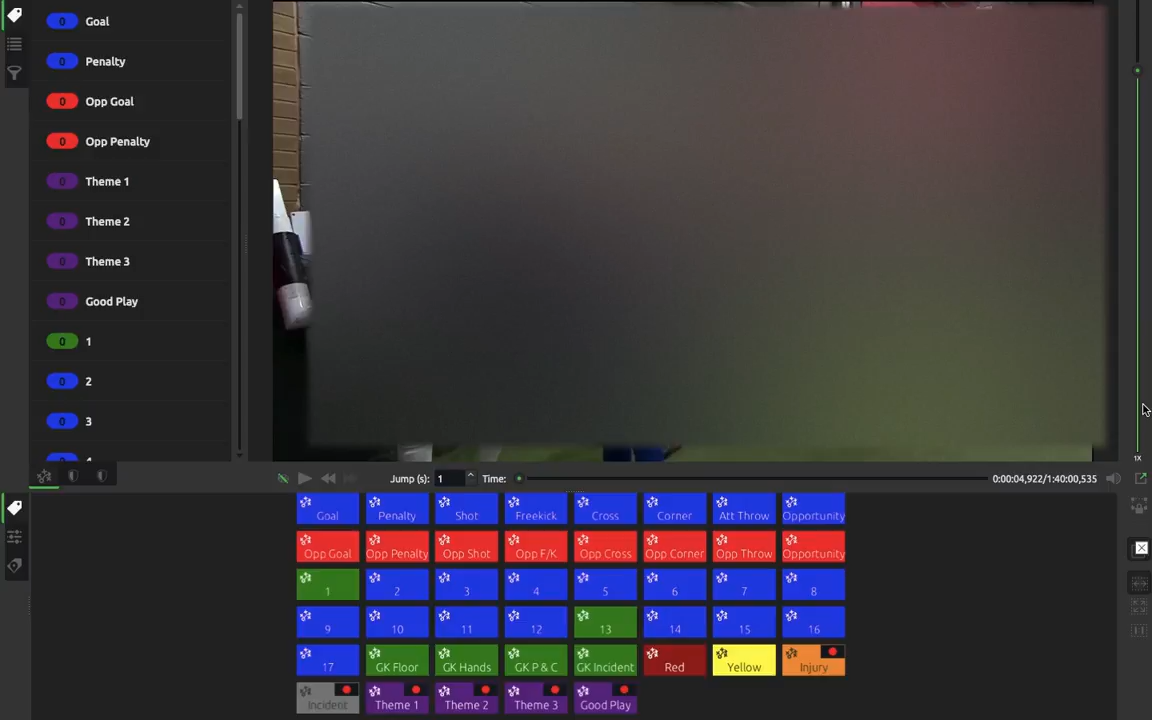 0 Goal
0 Penalty
0 Opp Goal
0 Opp Penalty
0 Theme 1
0 Theme 2
0 Theme 3
0 Good Play
0 1
0 2
0 3
1X
Jump (s): 1 Time: 0:00:04,922/1:40:00,535
Goal Penalty Shot Freekick Cross Corner Att Throw Opportunity
Opp Goal Opp Penalty Opp Shot Opp F/K Opp Cross Opp Corner Opp Throw Opportunity
1 2 3 4 5 6 7 8
9 10 11 12 13 14 15 16
17 GK Floor GK Hands GK P & C GK Incident Red Yellow Injury
Incident Theme 1 Theme 2 Theme 3 Good Play